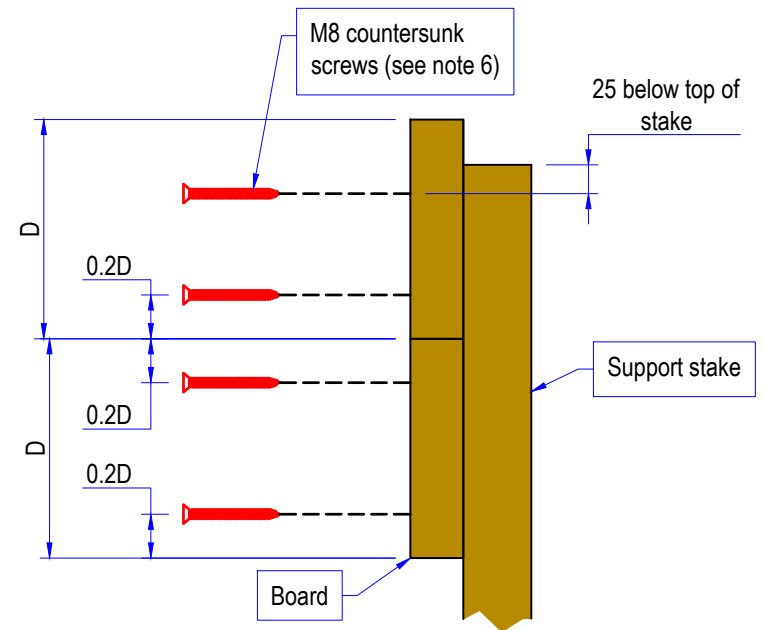 M8 countersunk
screws (see note 6)
25 below top of
stake
D
0.2D
0.2D
Support stake
D
0.2D
Board